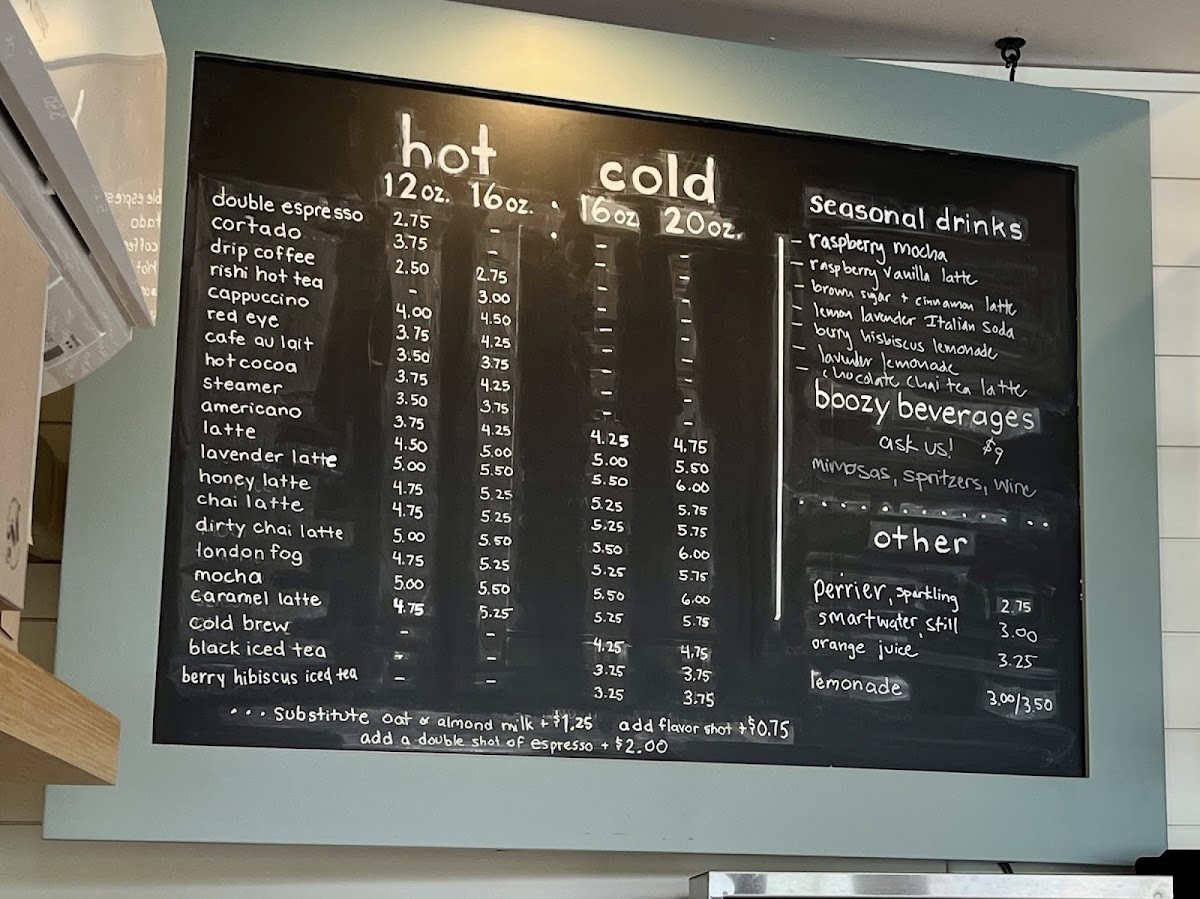 hot cold
12oz. 16oz. 16oz 20oz.
double espresso 2.75 - - -
cortado 3.75 - - -
drip coffee 2.50 2.75 - -
rishi hot tea - 3.00 - -
cappuccino 4.00 4.50 - -
red eye 3.75 4.25 - -
cafe au lait 3.50 3.75 - -
hot cocoa 3.75 4.25 - -
steamer 3.50 3.75 - -
americano 3.75 4.25 4.25 4.75
latte 4.50 5.00 5.00 5.50
lavender latte 5.00 5.50 5.50 6.00
honey latte 4.75 5.25 5.25 5.75
chai latte 4.75 5.25 5.25 5.75
dirty chai latte 5.00 5.50 5.50 6.00
london fog 4.75 5.25 5.25 5.75
mocha 5.00 5.50 5.50 6.00
caramel latte 4.75 5.25 5.25 5.75
cold brew - - 4.25 4.75
black iced tea - - 3.25 3.75
berry hibiscus iced tea - - 3.25 3.75
... Substitute oat or almond milk + $1.25 add flavor shot + $0.75
add a double shot of espresso + $2.00
seasonal drinks
- raspberry mocha
- raspberry vanilla latte
- brown sugar + cinnamon latte
- lemon lavender Italian soda
- berry hisbiscus lemonade
- lavender lemonade
- chocolate chai tea latte
boozy beverages
ask us! $9
mimosas, spritzers, wine
other
perrier, sparkling 2.75
smartwater, still 3.00
orange juice 3.25
lemonade 3.00/3.50